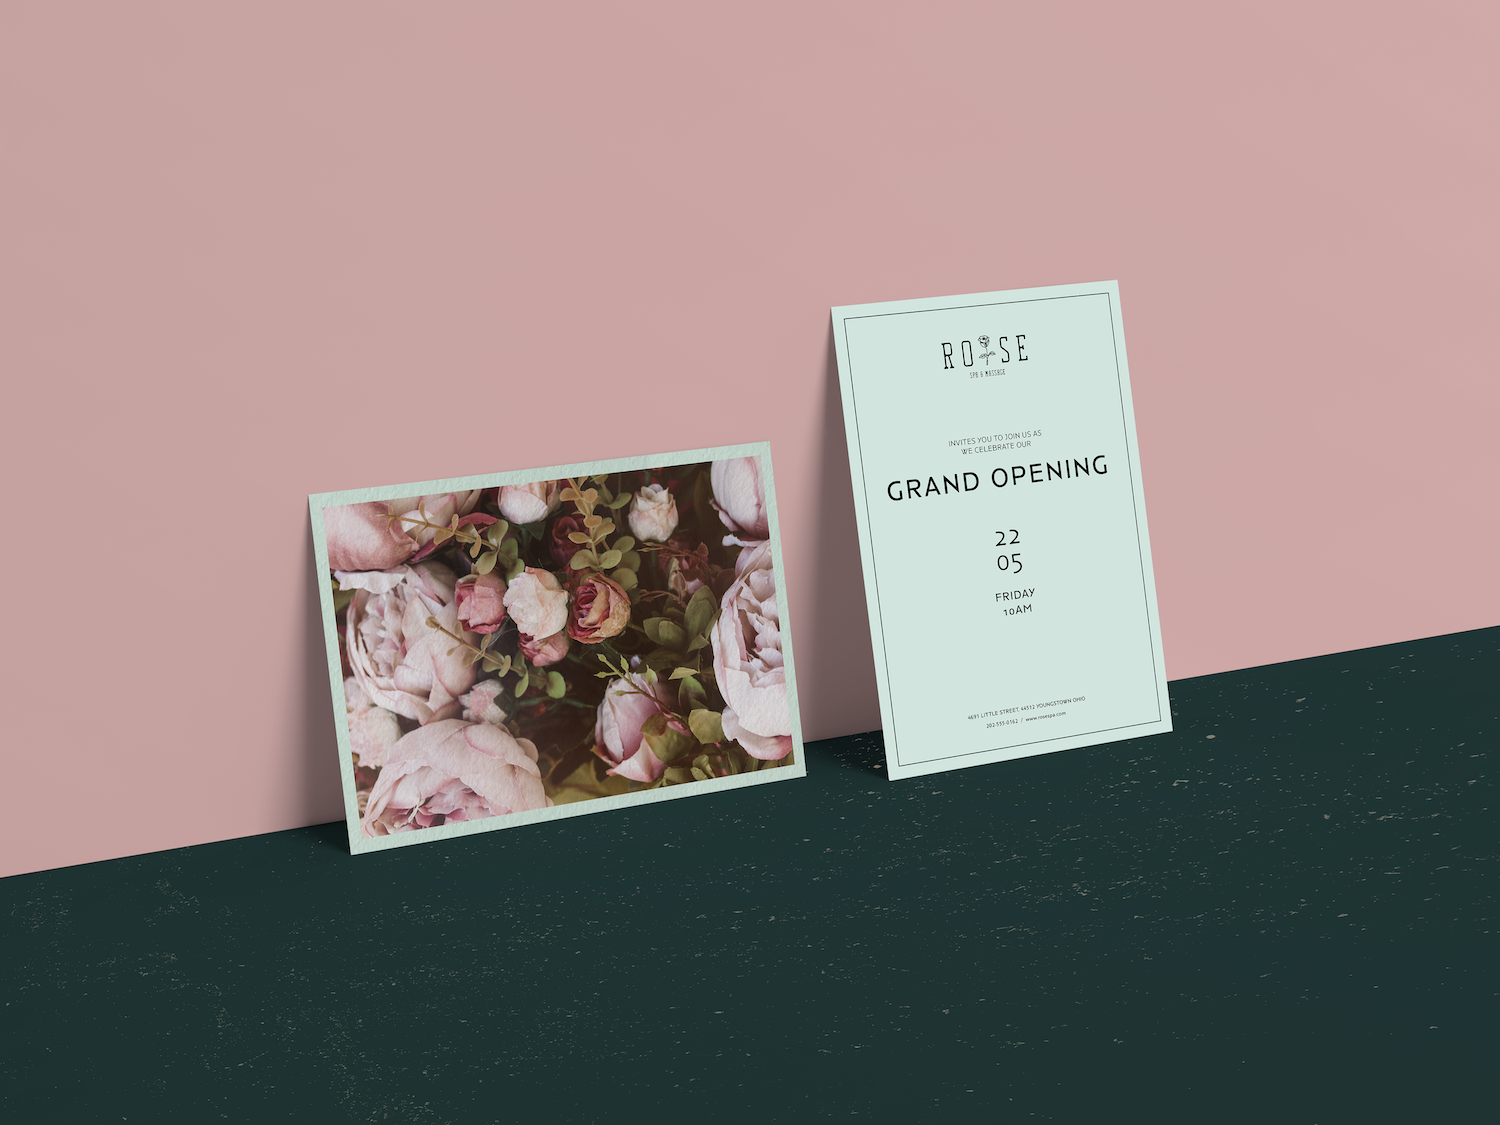 ROSE
SPA & MASSAGE
INVITES YOU TO JOIN US AS
WE CELEBRATE OUR
GRAND OPENING
22
05
FRIDAY
10AM
4691 LITTLE STREET, 44512 YOUNGSTOWN OHIO
202-555-0162 / www.rosespa.com